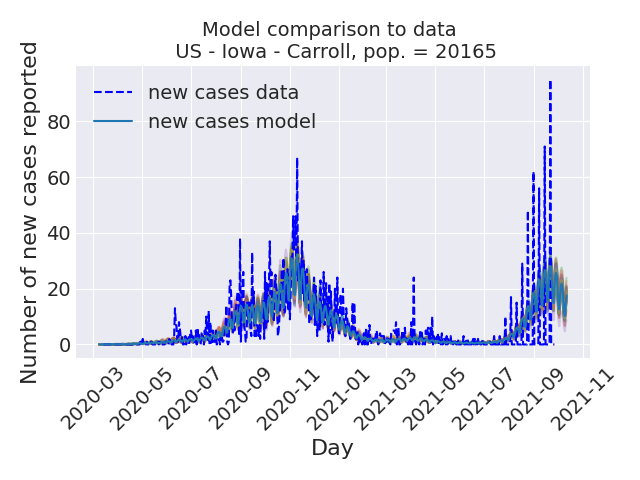 Model comparison to data
US - Iowa - Carroll, pop. = 20165
Number of new cases reported
new cases data
new cases model
80
60
40
20
0
2020-03
2020-05
2020-07
2020-09
2020-11
2021-01
2021-03
2021-05
2021-07
2021-09
2021-11
Day